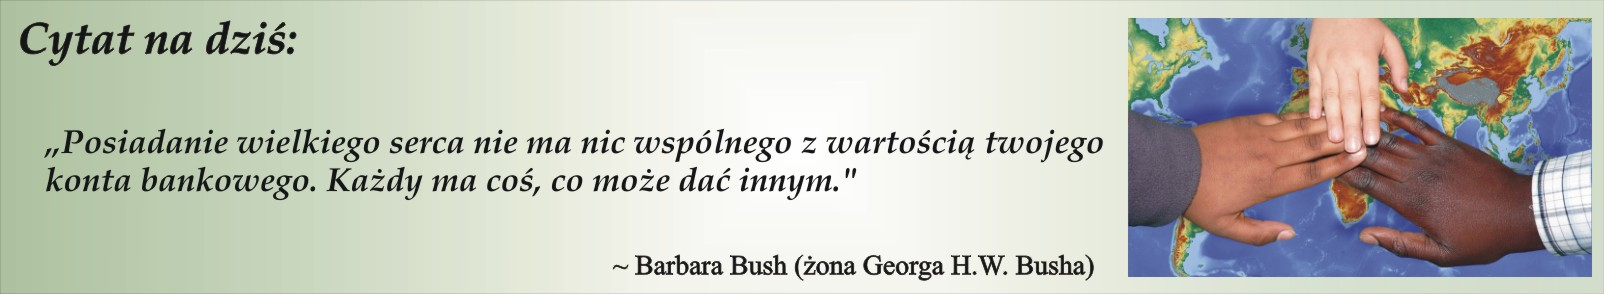 Cytat na dziś:
„Posiadanie wielkiego serca nie ma nic wspólnego z wartością twojego
konta bankowego. Każdy ma coś, co może dać innym."
~ Barbara Bush (żona Georga H.W. Busha)